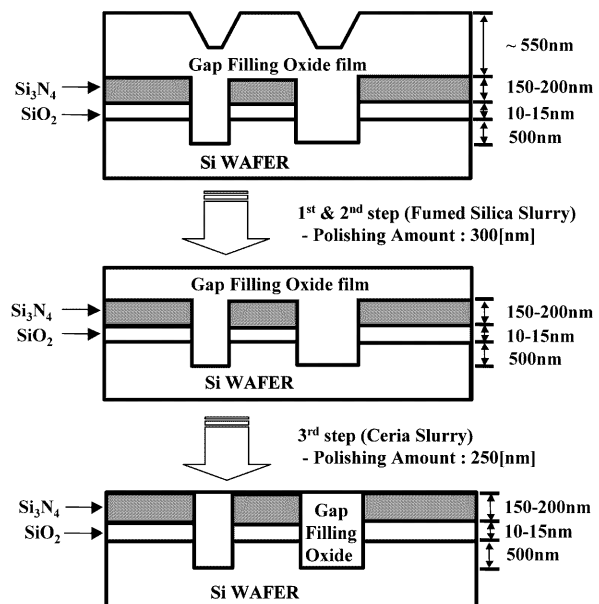 ~ 550nm
Gap Filling Oxide film
Si3N4
150-200nm
SiO2
10-15nm
500nm
Si WAFER
1st & 2nd step (Fumed Silica Slurry)
- Polishing Amount : 300[nm]
Gap Filling Oxide film
Si3N4
150-200nm
SiO2
10-15nm
500nm
Si WAFER
3rd step (Ceria Slurry)
- Polishing Amount : 250[nm]
Si3N4
Gap
Filling
Oxide
150-200nm
SiO2
10-15nm
500nm
Si WAFER